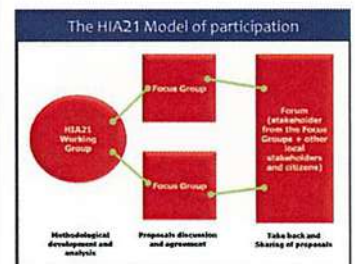 The HIA21 Model of participation
HIA21
Working
Group
Focus Group
Focus Group
Forum
(stakeholder
from the Focus
Groups + other
local
stakeholders
and citizens)
Methodological
development and
analysis
Proposals discussion
and agreement
Take back and
Sharing of proposals